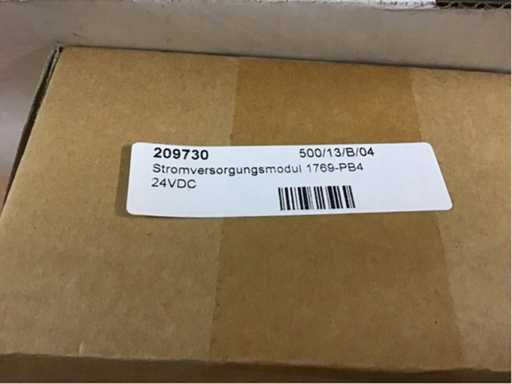 209730 500/13/B/04
Stromversorgungsmodul 1769-PB4
24VDC